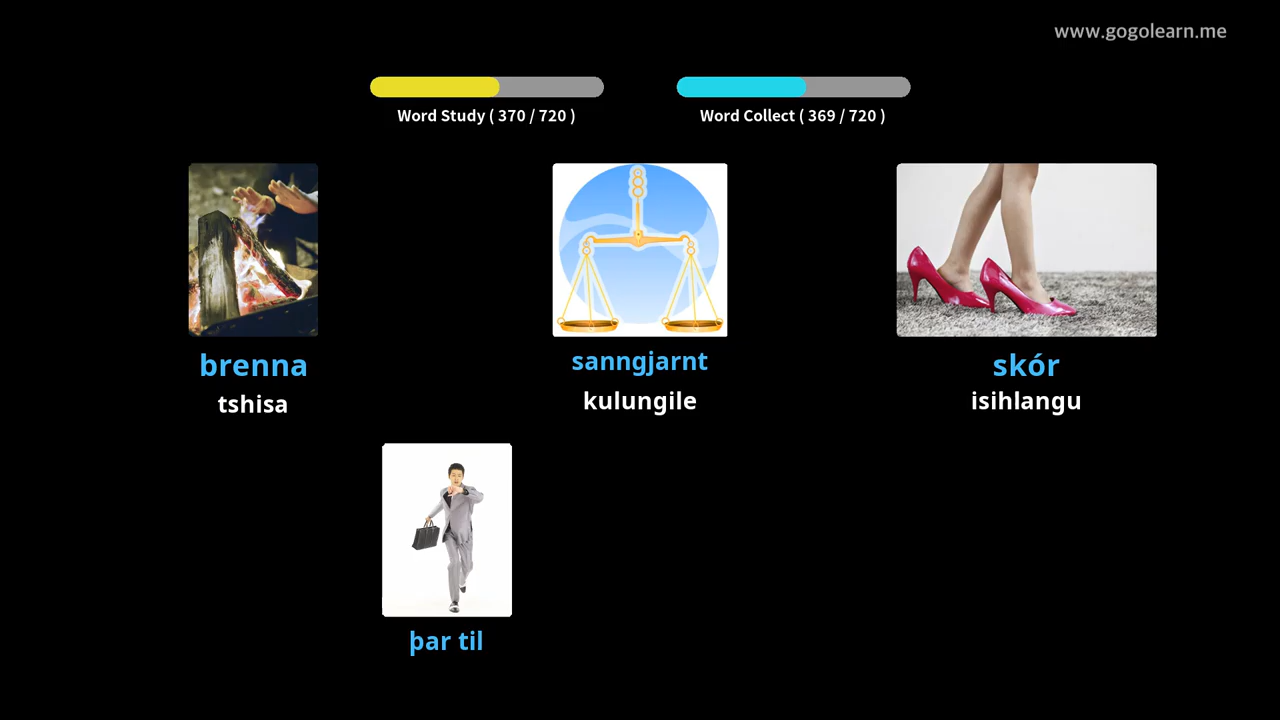 www.gogolearn.me
Word Study ( 370 / 720 )
Word Collect ( 369 / 720 )
brenna
tshisa
sanngjarnt
kulungile
skór
isihlangu
þar til